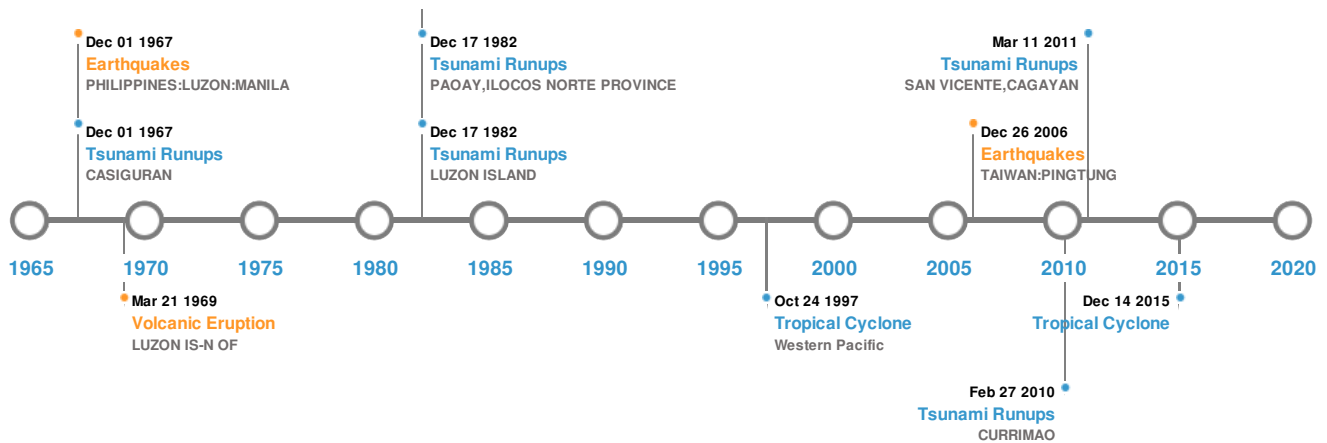 Dec 01 1967
Earthquakes
PHILIPPINES:LUZON:MANILA
Dec 17 1982
Tsunami Runups
PAOAY,ILOCOS NORTE PROVINCE
Mar 11 2011
Tsunami Runups
SAN VICENTE,CAGAYAN
Dec 01 1967
Tsunami Runups
CASIGURAN
Dec 17 1982
Tsunami Runups
LUZON ISLAND
Dec 26 2006
Earthquakes
TAIWAN:PINGTUNG
1965 1970 1975 1980 1985 1990 1995 2000 2005 2010 2015 2020
Mar 21 1969
Volcanic Eruption
LUZON IS-N OF
Oct 24 1997
Tropical Cyclone
Western Pacific
Dec 14 2015
Tropical Cyclone
Feb 27 2010
Tsunami Runups
CURRIMAO